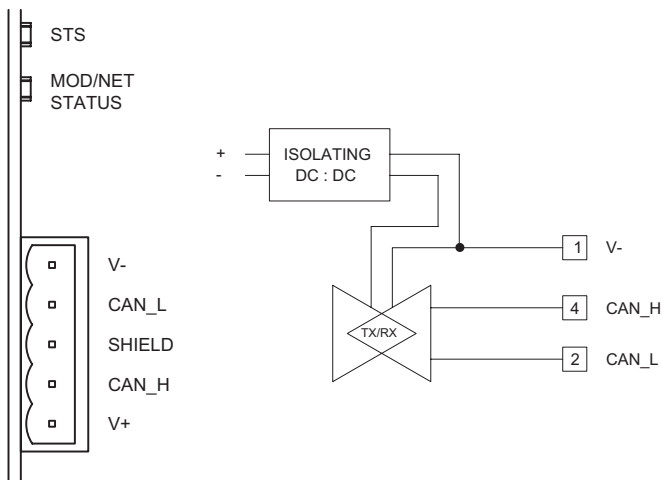 STS
MOD/NET
STATUS
+
-
ISOLATING
DC : DC
V-
CAN_L
SHIELD
CAN_H
V+
TX/RX
1 V-
4 CAN_H
2 CAN_L